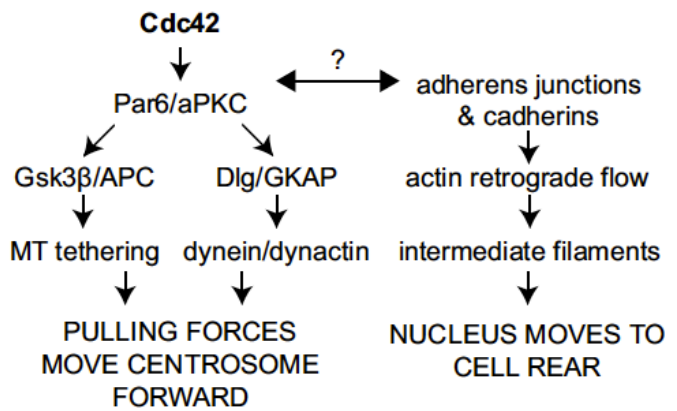 Cdc42
?
Par6/aPKC
adherens junctions
& cadherins
Gsk3β/APC
Dlg/GKAP
actin retrograde flow
MT tethering
dynein/dynactin
intermediate filaments
PULLING FORCES
MOVE CENTROSOME
FORWARD
NUCLEUS MOVES TO
CELL REAR